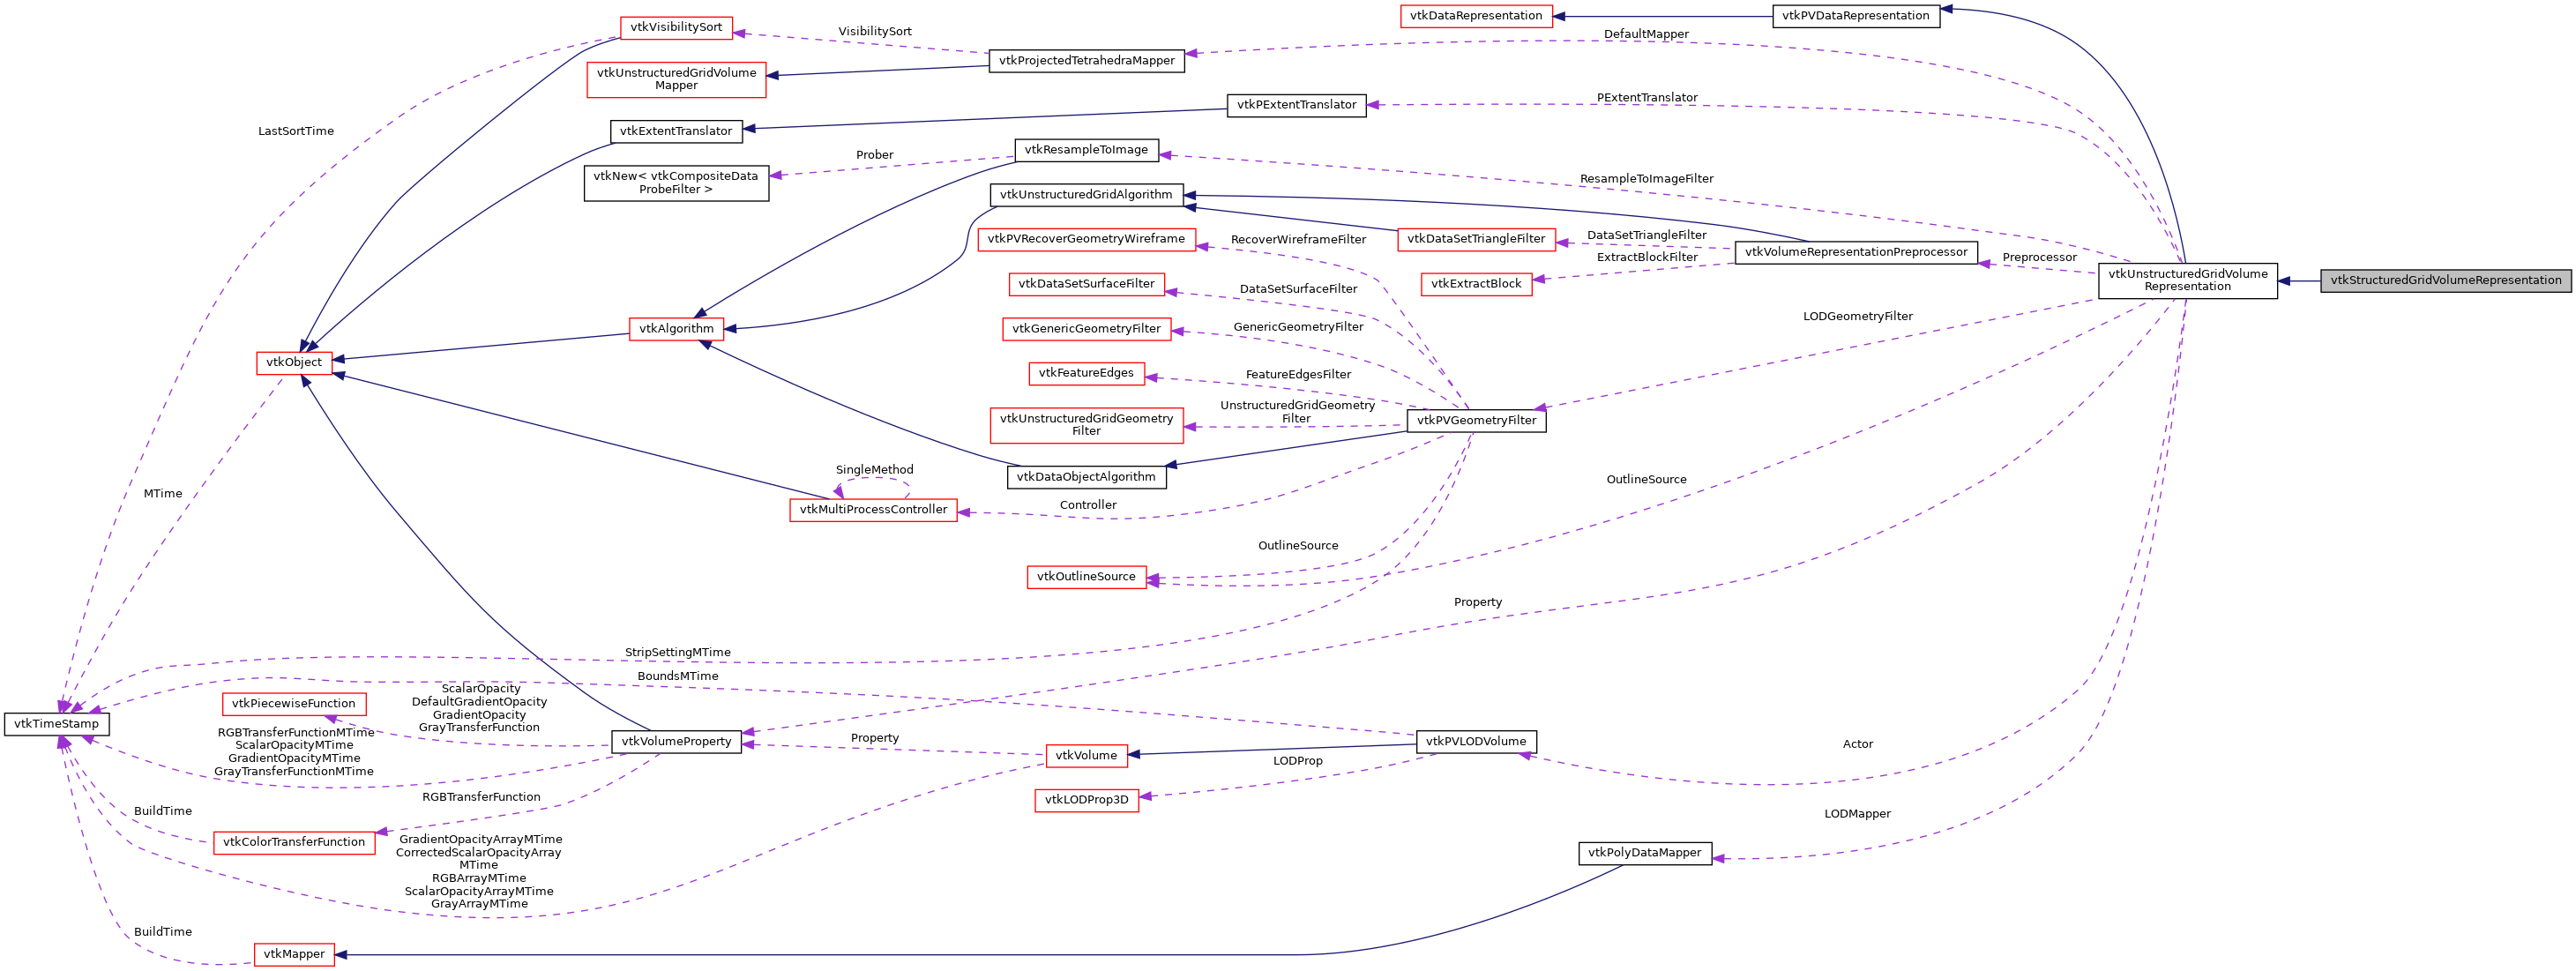 vtkVisibilitySort
VisibilitySort
vtkDataRepresentation
vtkPVDataRepresentation
DefaultMapper
vtkProjectedTetrahedraMapper
vtkUnstructuredGridVolume
Mapper
PExtentTranslator
vtkPExtentTranslator
LastSortTime
vtkExtentTranslator
Prober
vtkResampleToImage
vtkNew< vtkCompositeData
ProbeFilter >
ResampleToImageFilter
vtkUnstructuredGridAlgorithm
vtkPVRecoverGeometryWireframe
RecoverWireframeFilter
vtkDataSetTriangleFilter
DataSetTriangleFilter
vtkVolumeRepresentationPreprocessor
ExtractBlockFilter
Preprocessor
vtkUnstructuredGridVolume
Representation
vtkStructuredGridVolumeRepresentation
vtkDataSetSurfaceFilter
DataSetSurfaceFilter
vtkExtractBlock
LODGeometryFilter
vtkAlgorithm
vtkGenericGeometryFilter
GenericGeometryFilter
vtkObject
vtkFeatureEdges
FeatureEdgesFilter
vtkUnstructuredGridGeometry
Filter
UnstructuredGridGeometry
Filter
vtkPVGeometryFilter
SingleMethod
vtkDataObjectAlgorithm
OutlineSource
MTime
vtkMultiProcessController
Controller
OutlineSource
vtkOutlineSource
Property
StripSettingMTime
BoundsMTime
ScalarOpacity
DefaultGradientOpacity
GradientOpacity
GrayTransferFunction
vtkPiecewiseFunction
vtkTimeStamp
RGBTransferFunctionMTime
ScalarOpacityMTime
GradientOpacityMTime
GrayTransferFunctionMTime
vtkVolumeProperty
Property
vtkVolume
vtkPVLODVolume
Actor
LODProp
vtkLODProp3D
RGBTransferFunction
BuildTime
LODMapper
vtkColorTransferFunction
GradientOpacityArrayMTime
CorrectedScalarOpacityArray
MTime
RGBArrayMTime
ScalarOpacityArrayMTime
GrayArrayMTime
vtkPolyDataMapper
BuildTime
vtkMapper